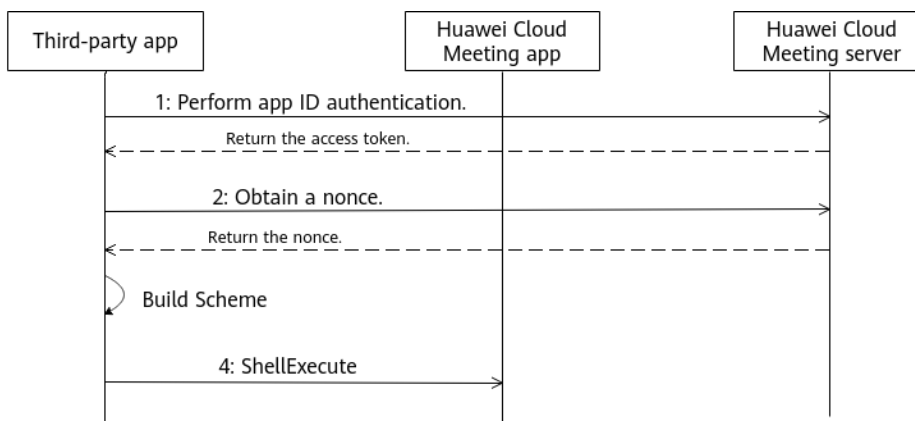 Third-party app
Huawei Cloud
Meeting app
Huawei Cloud
Meeting server
1: Perform app ID authentication.
Return the access token.
2: Obtain a nonce.
Return the nonce.
Build Scheme
4: ShellExecute